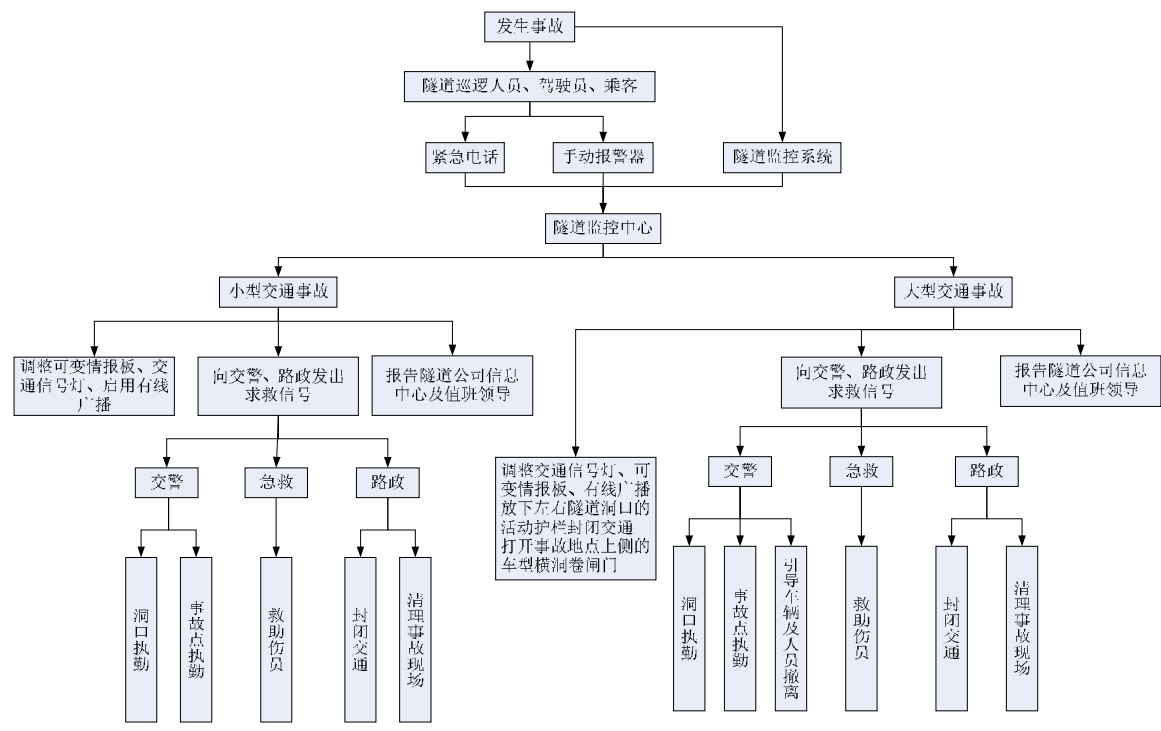 发生事故
隧道巡逻人员、驾驶员、乘客
紧急电话
手动报警器
隧道监控系统
隧道监控中心
小型交通事故
大型交通事故
调整可变情报板、交
通信号灯、启用有线
广播
向交警、路政发出
求救信号
报告隧道公司信息
中心及值班领导
向交警、路政发出
求救信号
报告隧道公司信息
中心及值班领导
交警
急救
路政
调整交通信号灯、可
变情报板、有线广播
放下左右隧道洞口的
活动护栏封闭交通
打开事故地点上侧的
车型横洞卷闸门
交警
急救
路政
洞口执勤
事故点执勤
救助伤员
封闭交通
清理事故现场
洞口执勤
事故点执勤
引导车辆及人员撤离
救助伤员
封闭交通
清理事故现场